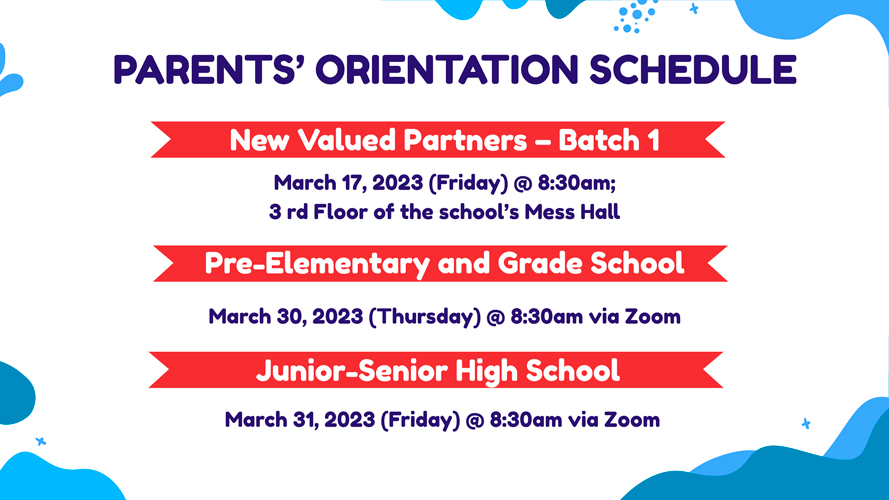 PARENTS’ ORIENTATION SCHEDULE
New Valued Partners – Batch 1
March 17, 2023 (Friday) @ 8:30am;
3 rd Floor of the school’s Mess Hall
Pre-Elementary and Grade School
March 30, 2023 (Thursday) @ 8:30am via Zoom
Junior-Senior High School
March 31, 2023 (Friday) @ 8:30am via Zoom